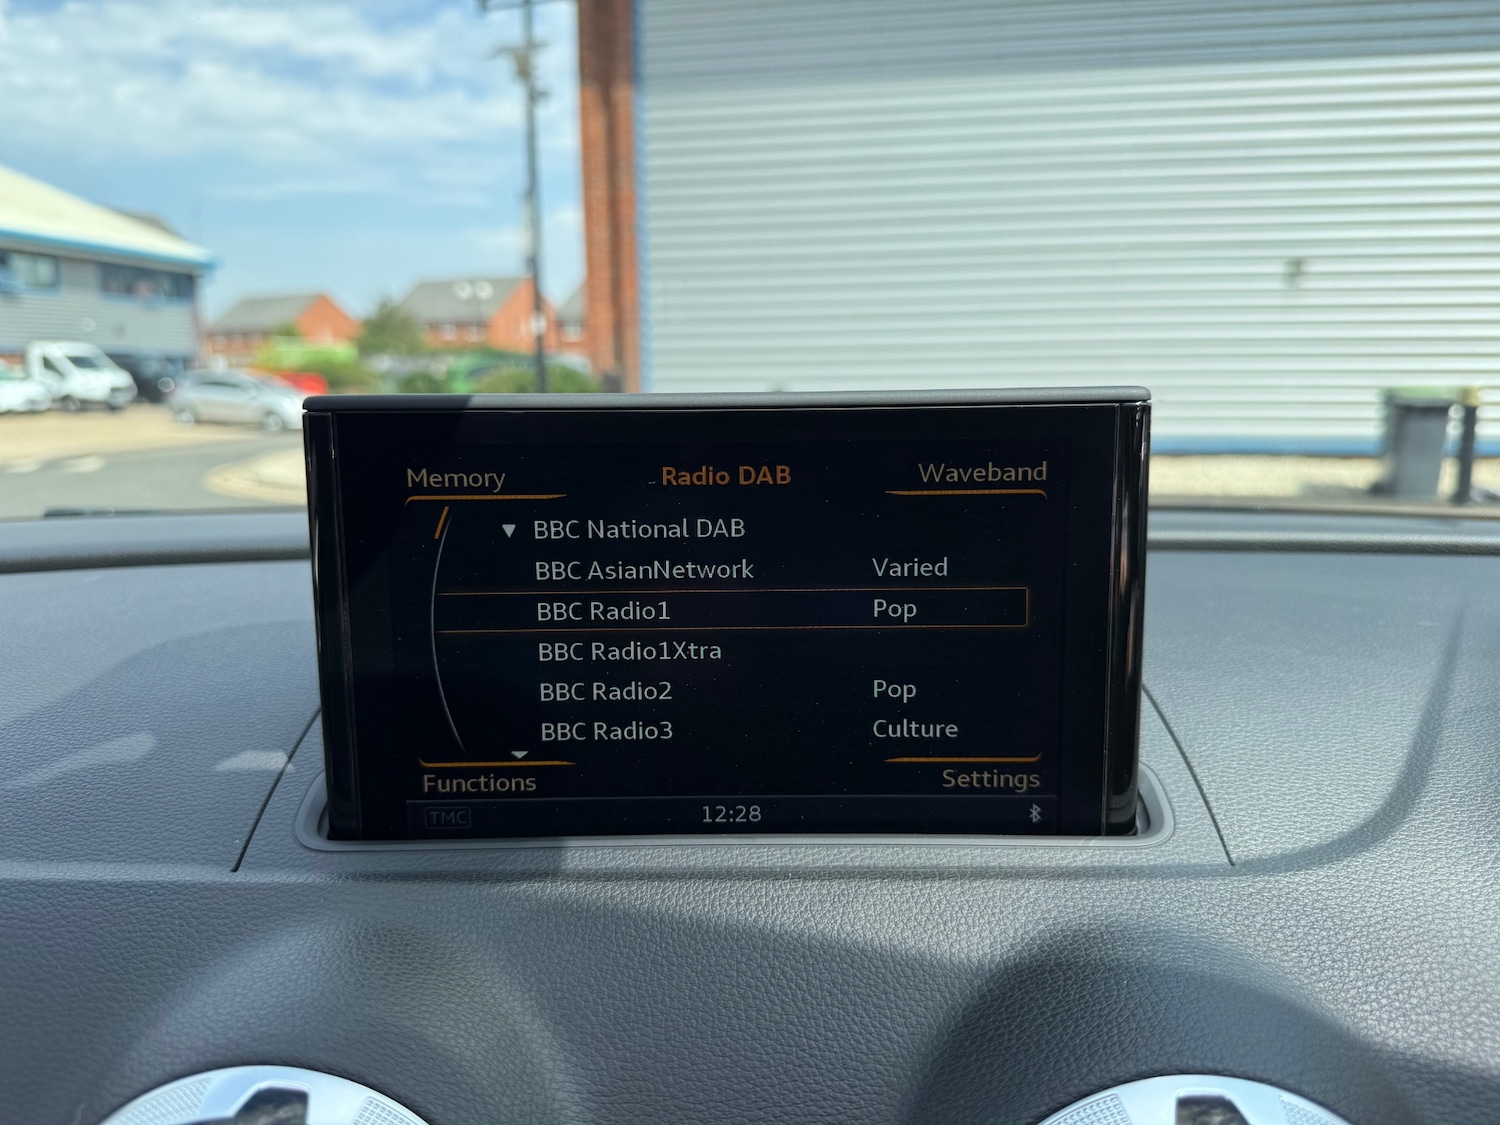 Memory Radio DAB Waveband
BBC National DAB
BBC AsianNetwork Varied
BBC Radio1 Pop
BBC Radio1Xtra
BBC Radio2 Pop
BBC Radio3 Culture
Functions Settings
TMC 12:28